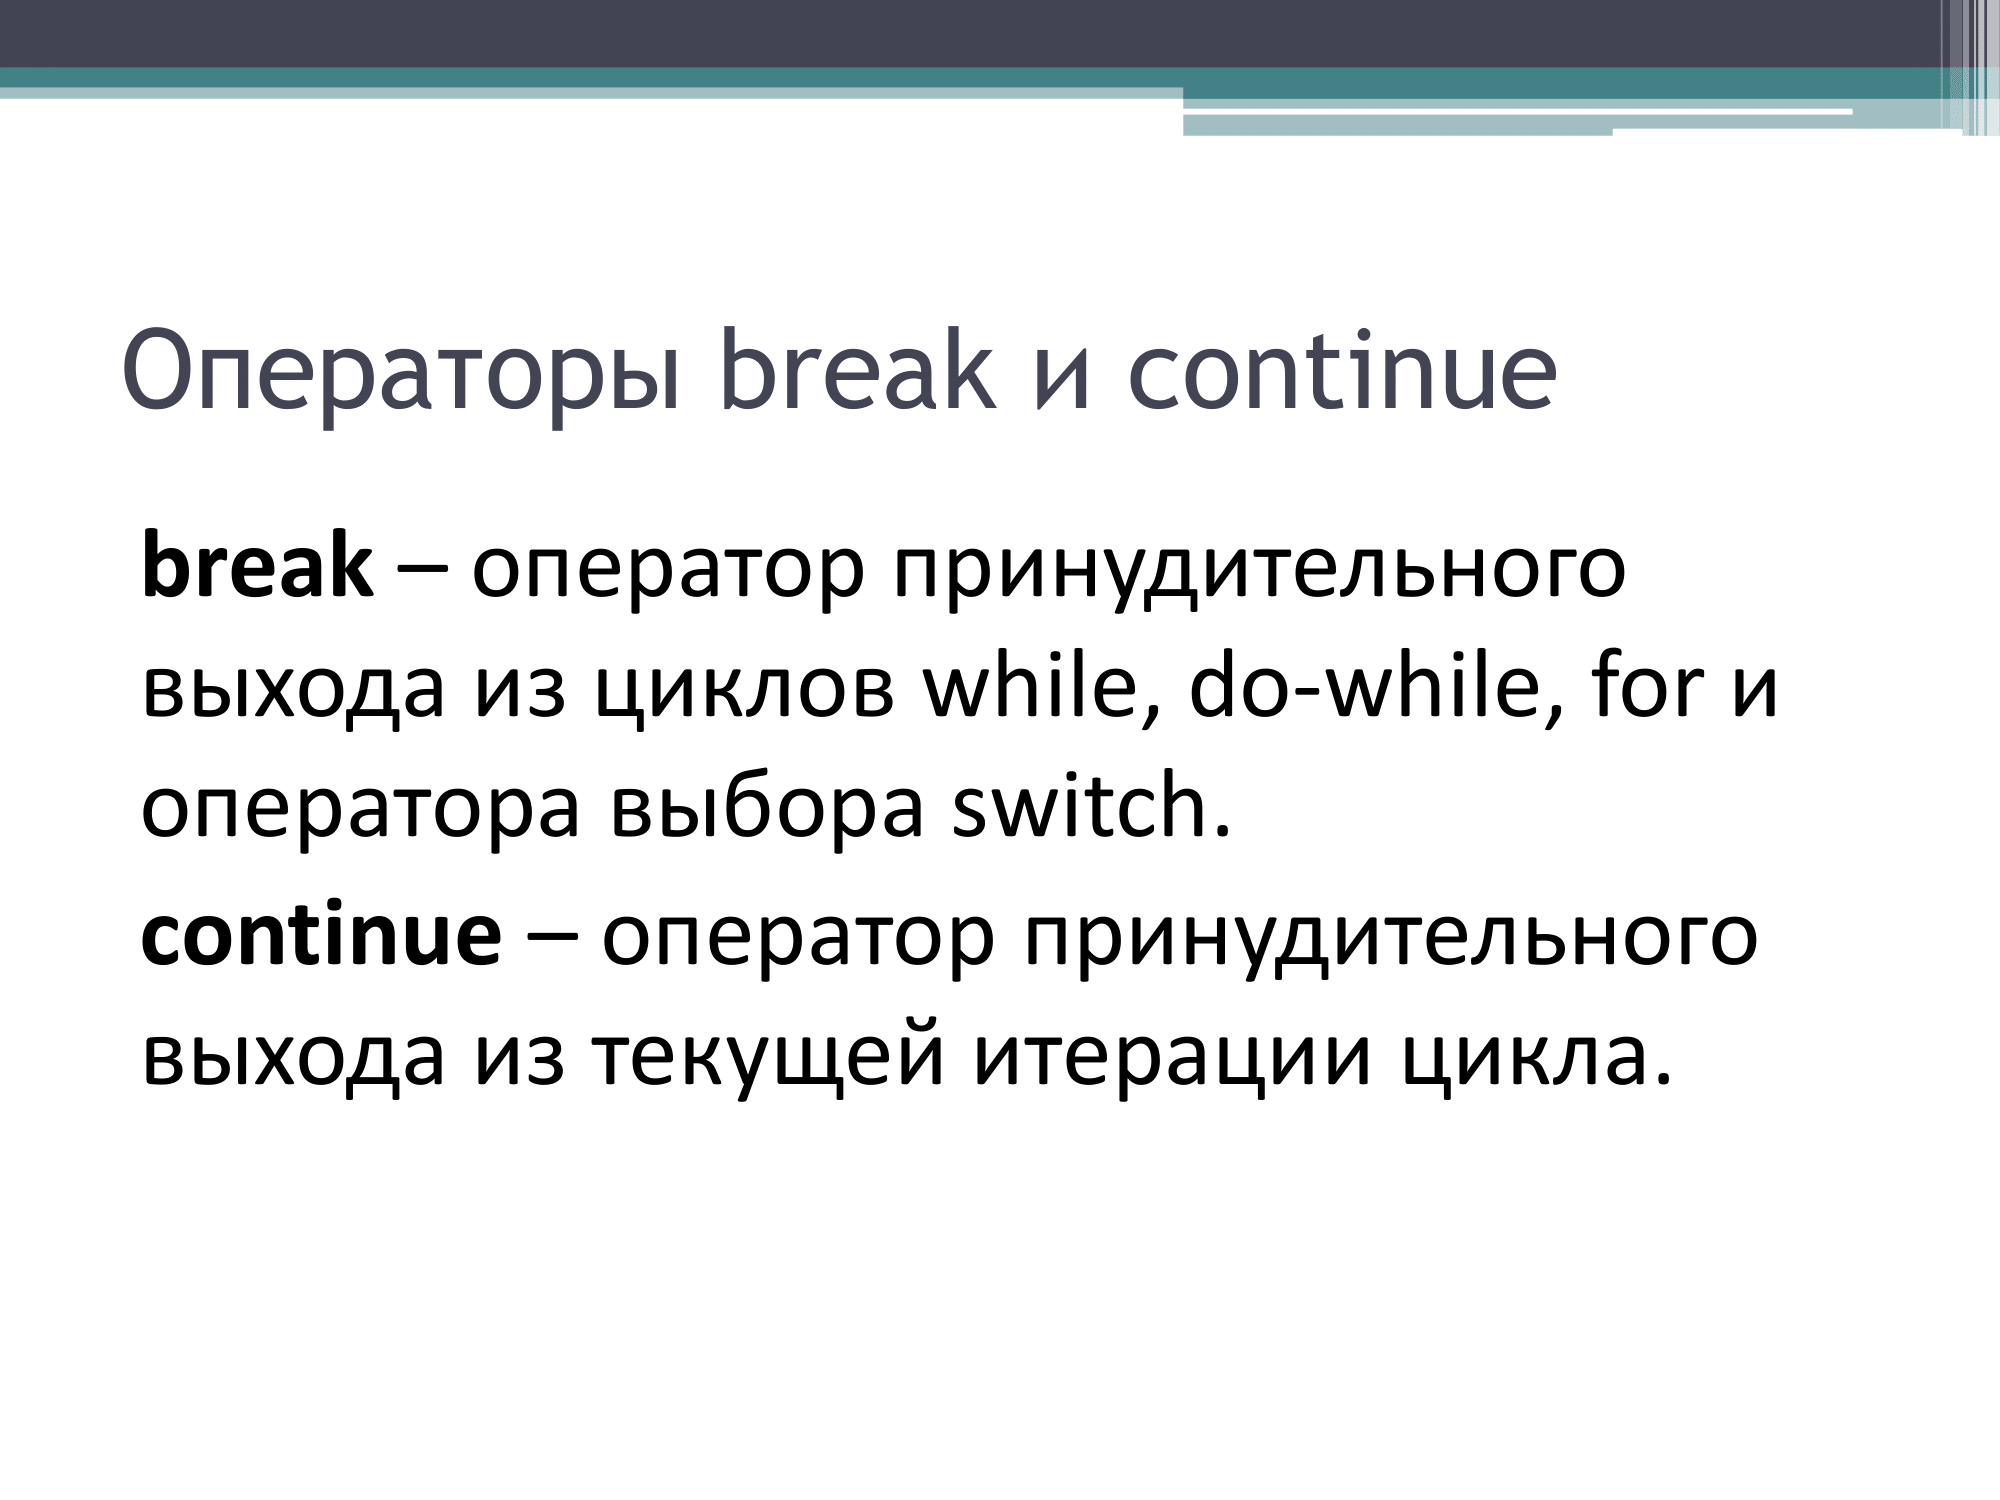 Операторы break и continue
break – оператор принудительного
выхода из циклов while, do-while, for и
оператора выбора switch.
continue – оператор принудительного
выхода из текущей итерации цикла.